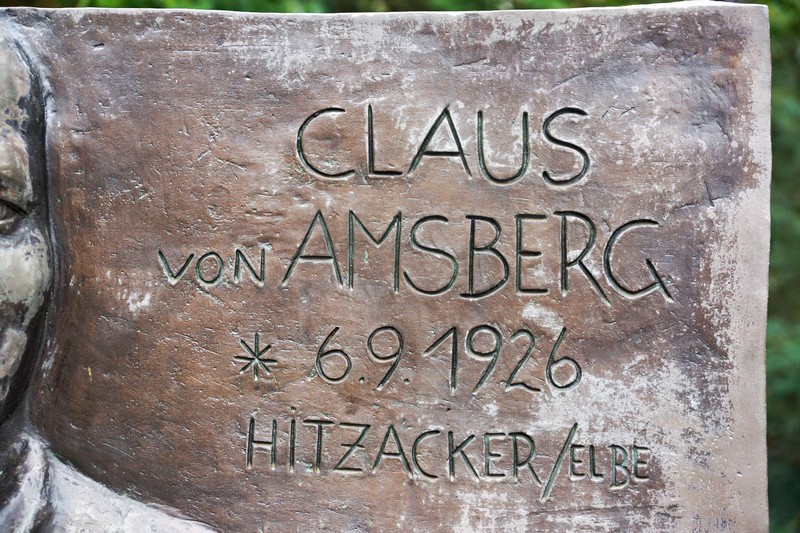 CLAUS
von AMSBERG
* 6.9.1926
HiTZACKER/ELBE